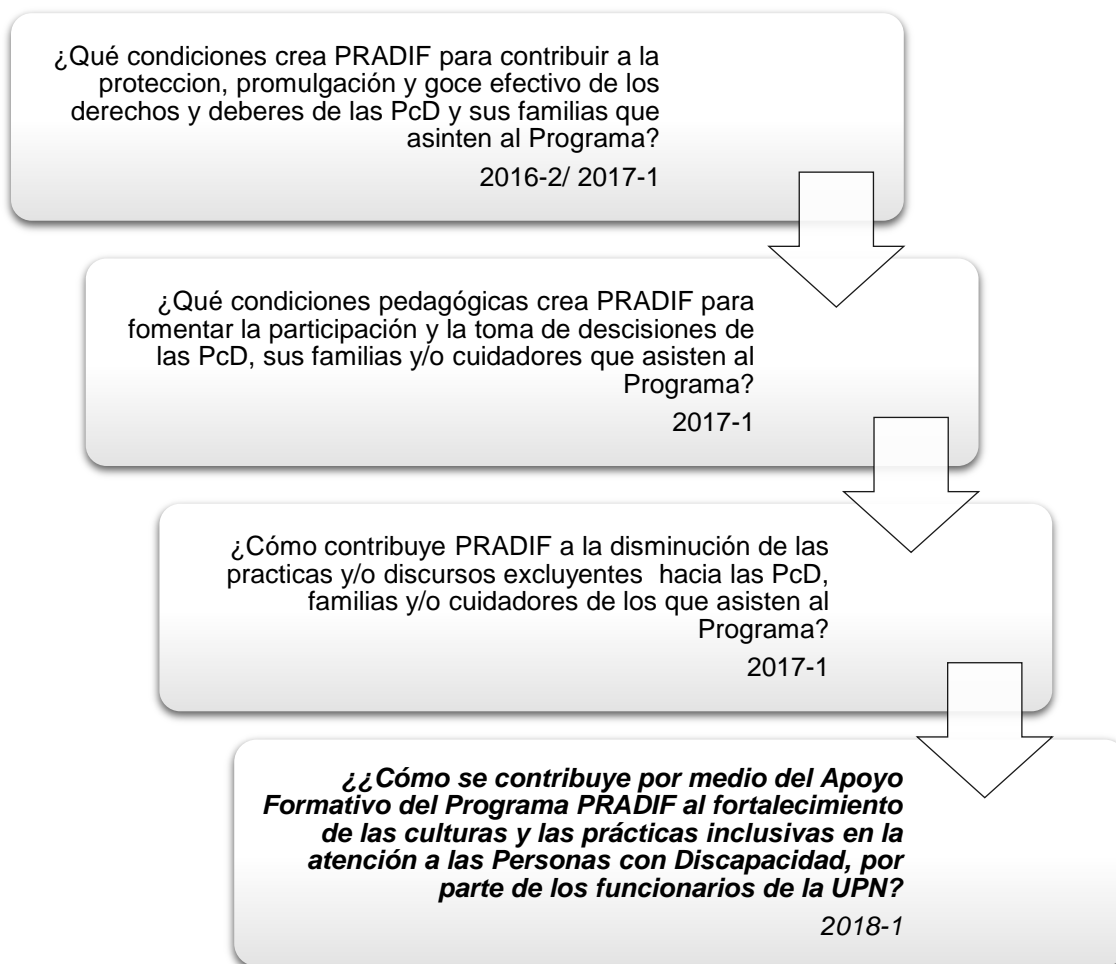 ¿Qué condiciones crea PRADIF para contribuir a la
proteccion, promulgación y goce efectivo de los
derechos y deberes de las PcD y sus familias que
asinten al Programa?
2016-2/ 2017-1
¿Qué condiciones pedagógicas crea PRADIF para
fomentar la participación y la toma de descisiones de
las PcD, sus familias y/o cuidadores que asisten al
Programa?
2017-1
¿Cómo contribuye PRADIF a la disminución de las
practicas y/o discursos excluyentes hacia las PcD,
familias y/o cuidadores de los que asisten al
Programa?
2017-1
¿¿Cómo se contribuye por medio del Apoyo
Formativo del Programa PRADIF al fortalecimiento
de las culturas y las prácticas inclusivas en la
atención a las Personas con Discapacidad, por
parte de los funcionarios de la UPN?
2018-1